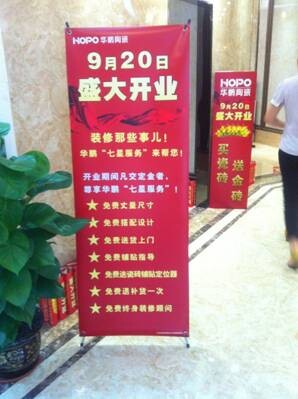 HOPO 华鹏陶瓷
9月20日
盛大开业
装修那些事儿！
华鹏“七星服务”来帮您！
开业期间凡交定金者，
尊享华鹏“七星服务”！
★ 免费丈量尺寸
★ 免费搭配设计
★ 免费送货上门
★ 免费铺贴指导
★ 免费送瓷砖铺贴定位器
★ 免费退补货一次
★ 免费终身装修顾问
HOPO
华鹏陶瓷
9月20日
盛大开业
买瓷砖
送金砖